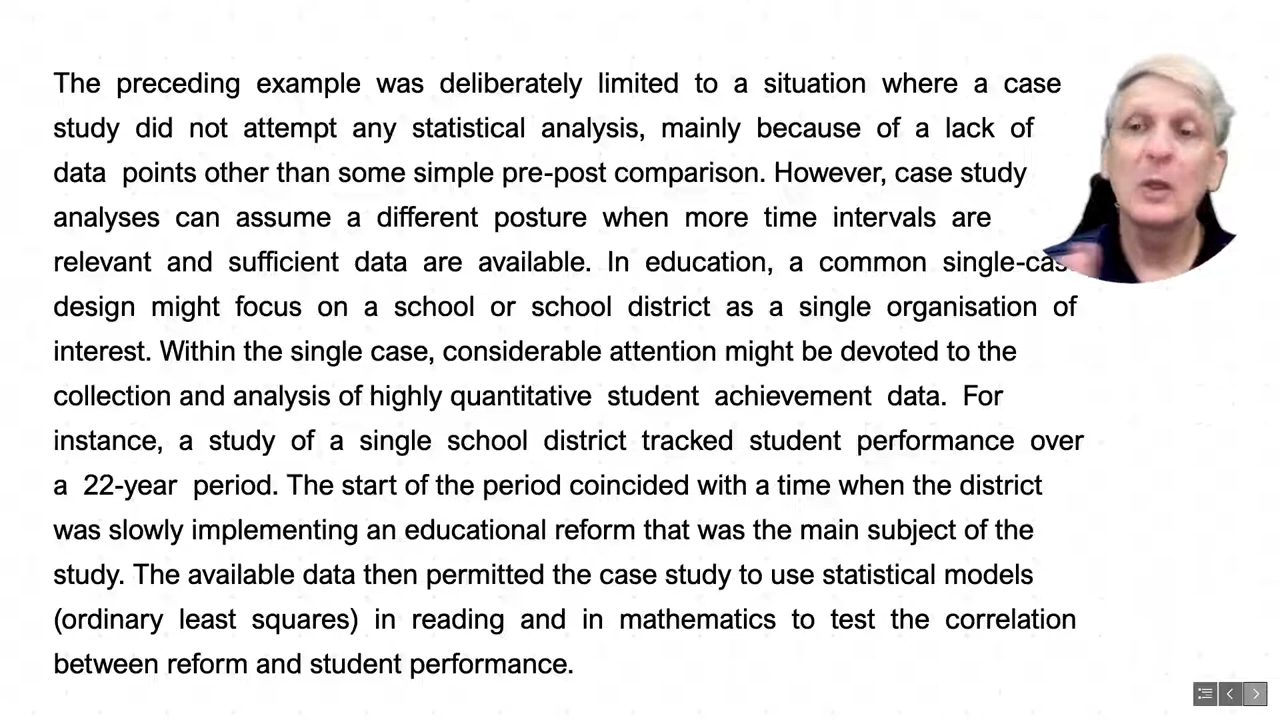 The preceding example was deliberately limited to a situation where a case
study did not attempt any statistical analysis, mainly because of a lack of
data points other than some simple pre-post comparison. However, case study
analyses can assume a different posture when more time intervals are
relevant and sufficient data are available. In education, a common single-cas
design might focus on a school or school district as a single organisation of
interest. Within the single case, considerable attention might be devoted to the
collection and analysis of highly quantitative student achievement data. For
instance, a study of a single school district tracked student performance over
a 22-year period. The start of the period coincided with a time when the district
was slowly implementing an educational reform that was the main subject of the
study. The available data then permitted the case study to use statistical models
(ordinary least squares) in reading and in mathematics to test the correlation
between reform and student performance.